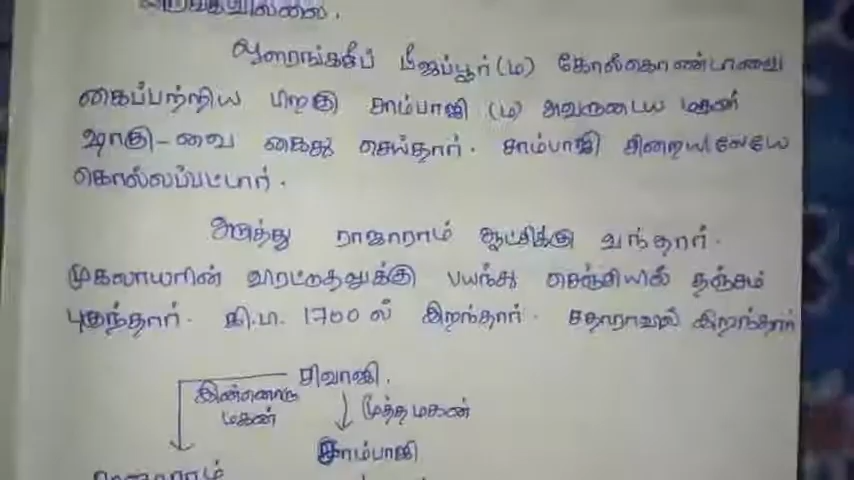 ஔரங்கசீப் பீஜப்பூர் (ம) கோல்கொண்டாவை
கைப்பற்றிய பிறகு சாம்பாஜி (ம) அவருடைய மகன்
ஷாகு-வை கைது செய்தார். சாம்பாஜி சிறையிலேயே
கொல்லப்பட்டார்.
அடுத்து ராஜாராம் ஆட்சிக்கு வந்தார்.
முகலாயரின் விரட்டுதலுக்கு பயந்து செஞ்சியில் தஞ்சம்
புகுந்தார். கி.பி. 1700 ல் இறந்தார். சதாராவில் இறந்தார்
சிவாஜி.
இன்னொரு மூத்த மகன்
மகன்
சாம்பாஜி
ராஜாராம்